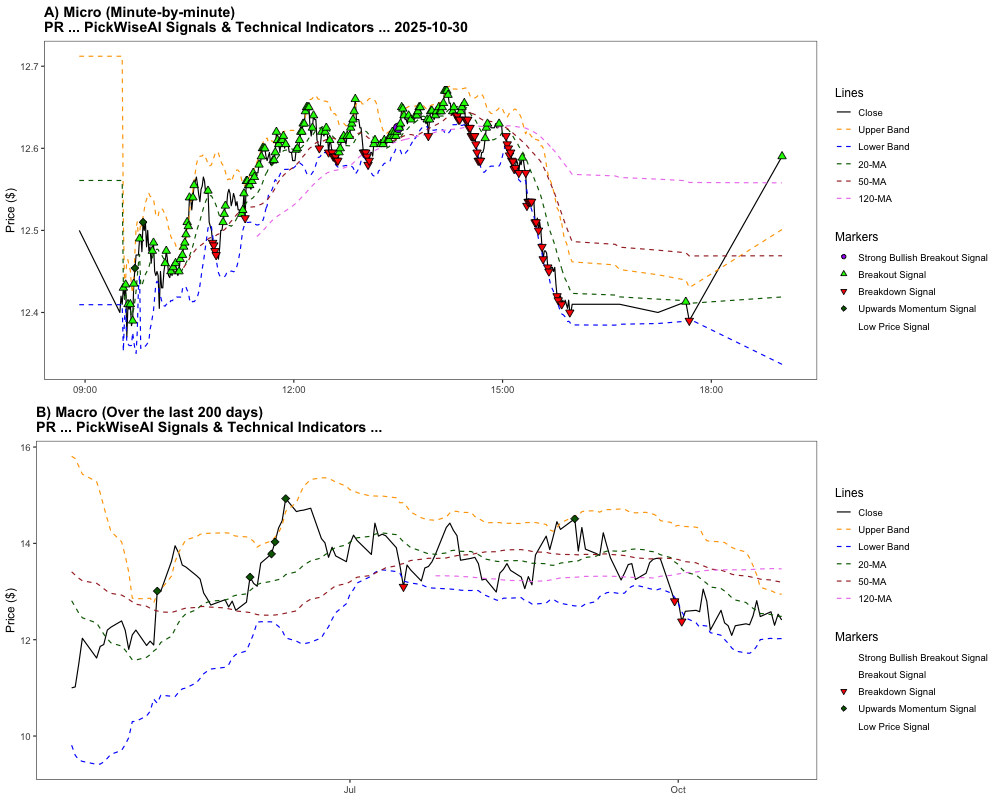 A) Micro (Minute-by-minute)
PR ... PickWiseAI Signals & Technical Indicators ... 2025-10-30
12.7
12.6
12.5
12.4
Price ($)
09:00
12:00
15:00
18:00
Lines
Close
Upper Band
Lower Band
20-MA
50-MA
120-MA
Markers
Strong Bullish Breakout Signal
Breakout Signal
Breakdown Signal
Upwards Momentum Signal
Low Price Signal
B) Macro (Over the last 200 days)
PR ... PickWiseAI Signals & Technical Indicators ...
16
14
12
10
Price ($)
Jul
Oct
Lines
Close
Upper Band
Lower Band
20-MA
50-MA
120-MA
Markers
Strong Bullish Breakout Signal
Breakout Signal
Breakdown Signal
Upwards Momentum Signal
Low Price Signal